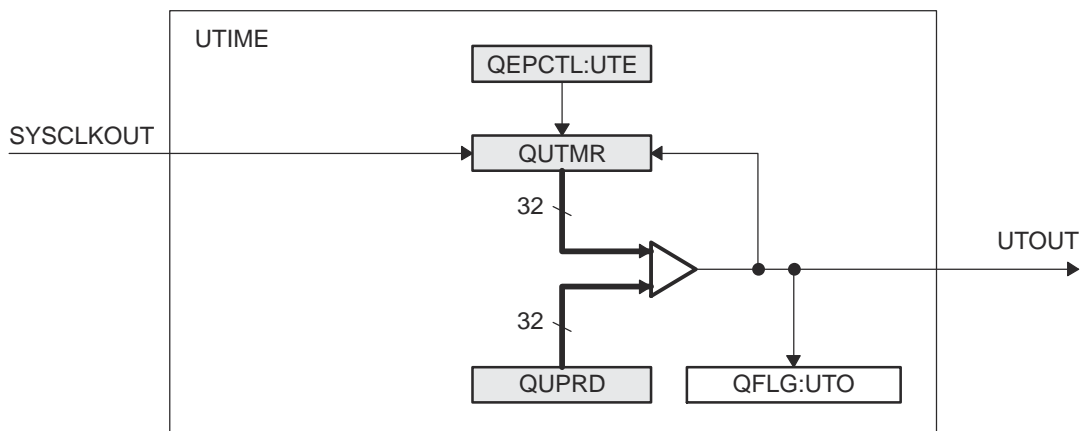 UTIME
QEPCTL:UTE
SYSCLKOUT
QUTMR
32
UTOUT
32
QUPRD
QFLG:UTO